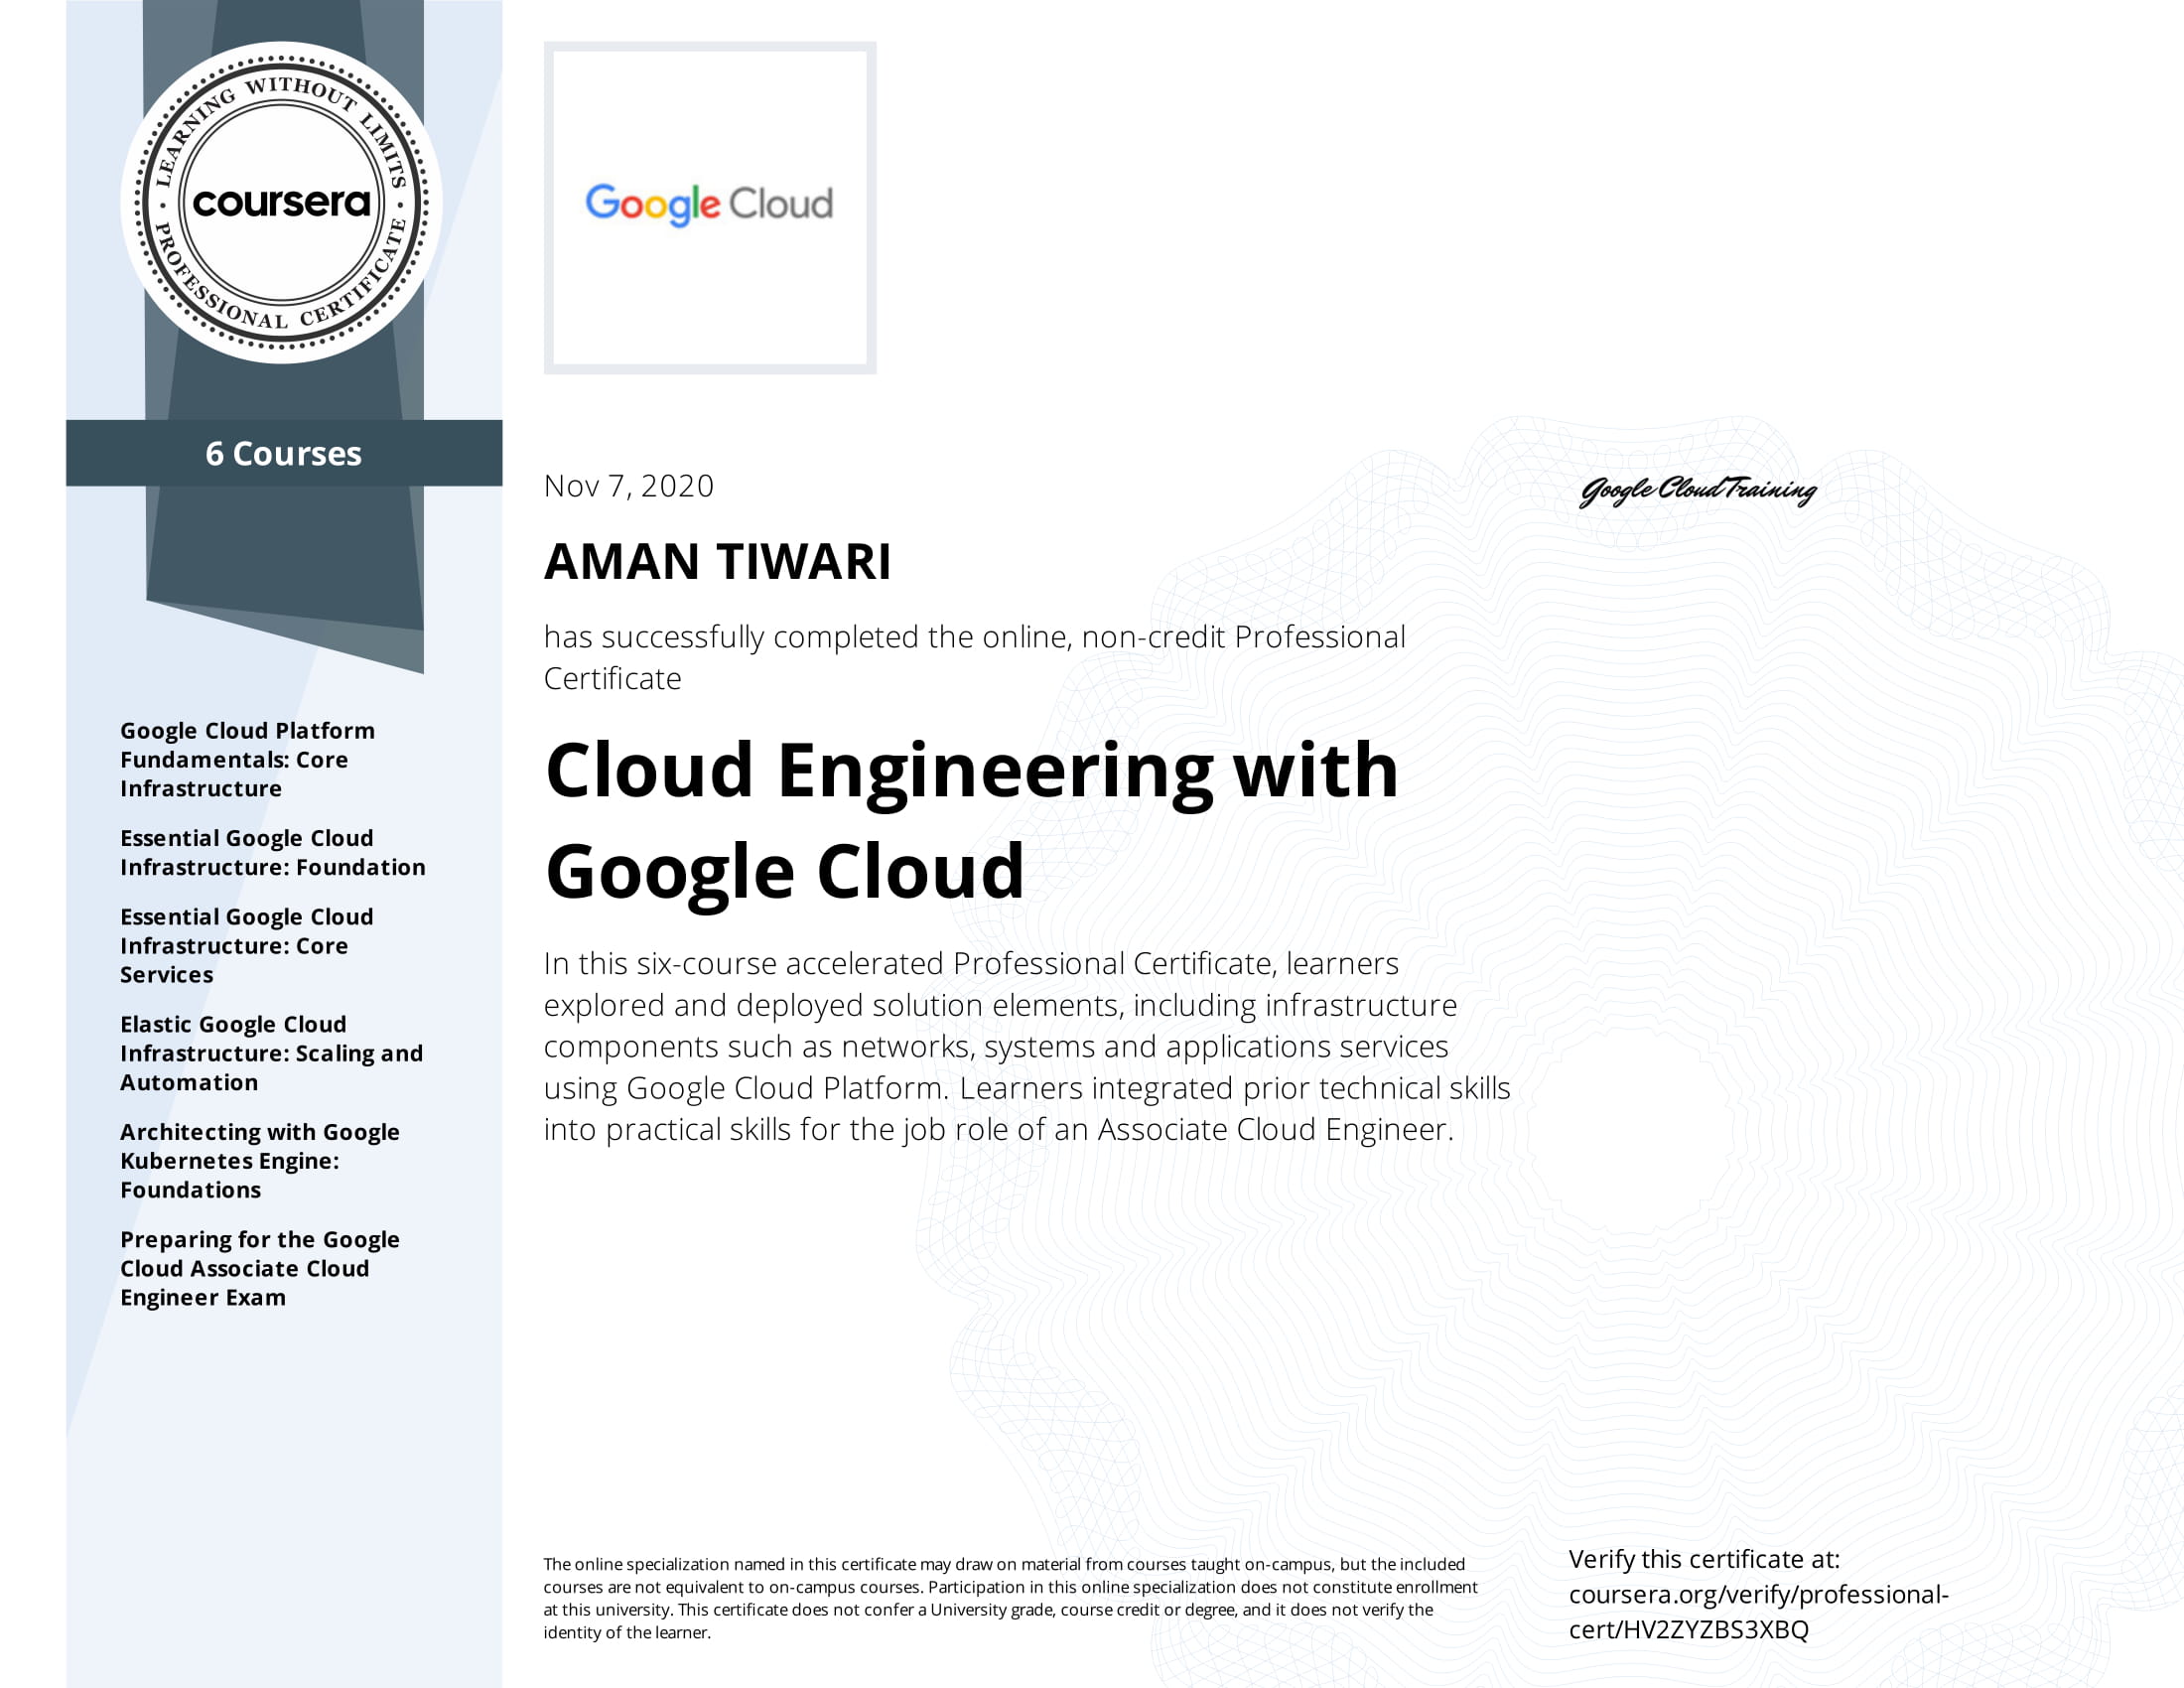 LEARNING WITHOUT LIMITS
coursera
PROFESSIONAL CERTIFICATE
6 Courses
Google Cloud Platform
Fundamentals: Core
Infrastructure
Essential Google Cloud
Infrastructure: Foundation
Essential Google Cloud
Infrastructure: Core
Services
Elastic Google Cloud
Infrastructure: Scaling and
Automation
Architecting with Google
Kubernetes Engine:
Foundations
Preparing for the Google
Cloud Associate Cloud
Engineer Exam
Google Cloud
Nov 7, 2020
AMAN TIWARI
has successfully completed the online, non-credit Professional
Certificate
Cloud Engineering with
Google Cloud
In this six-course accelerated Professional Certificate, learners
explored and deployed solution elements, including infrastructure
components such as networks, systems and applications services
using Google Cloud Platform. Learners integrated prior technical skills
into practical skills for the job role of an Associate Cloud Engineer.
Google Cloud Training
The online specialization named in this certificate may draw on material from courses taught on-campus, but the included
courses are not equivalent to on-campus courses. Participation in this online specialization does not constitute enrollment
at this university. This certificate does not confer a University grade, course credit or degree, and it does not verify the
identity of the learner.
Verify this certificate at:
coursera.org/verify/professional-
cert/HV2ZYZBS3XBQ